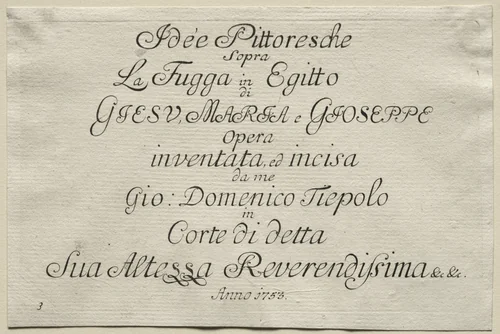 Idée Pittoresche
Sopra
La Fugga in Egitto
di
GIESV, MARIA e GIOSEPPE
Opera
inventata, ed incisa
da me
Gio: Domenico Tiepolo
in
Corte di detta
Sua Altezza Reverendissima &c. &c.
Anno 1753.
3